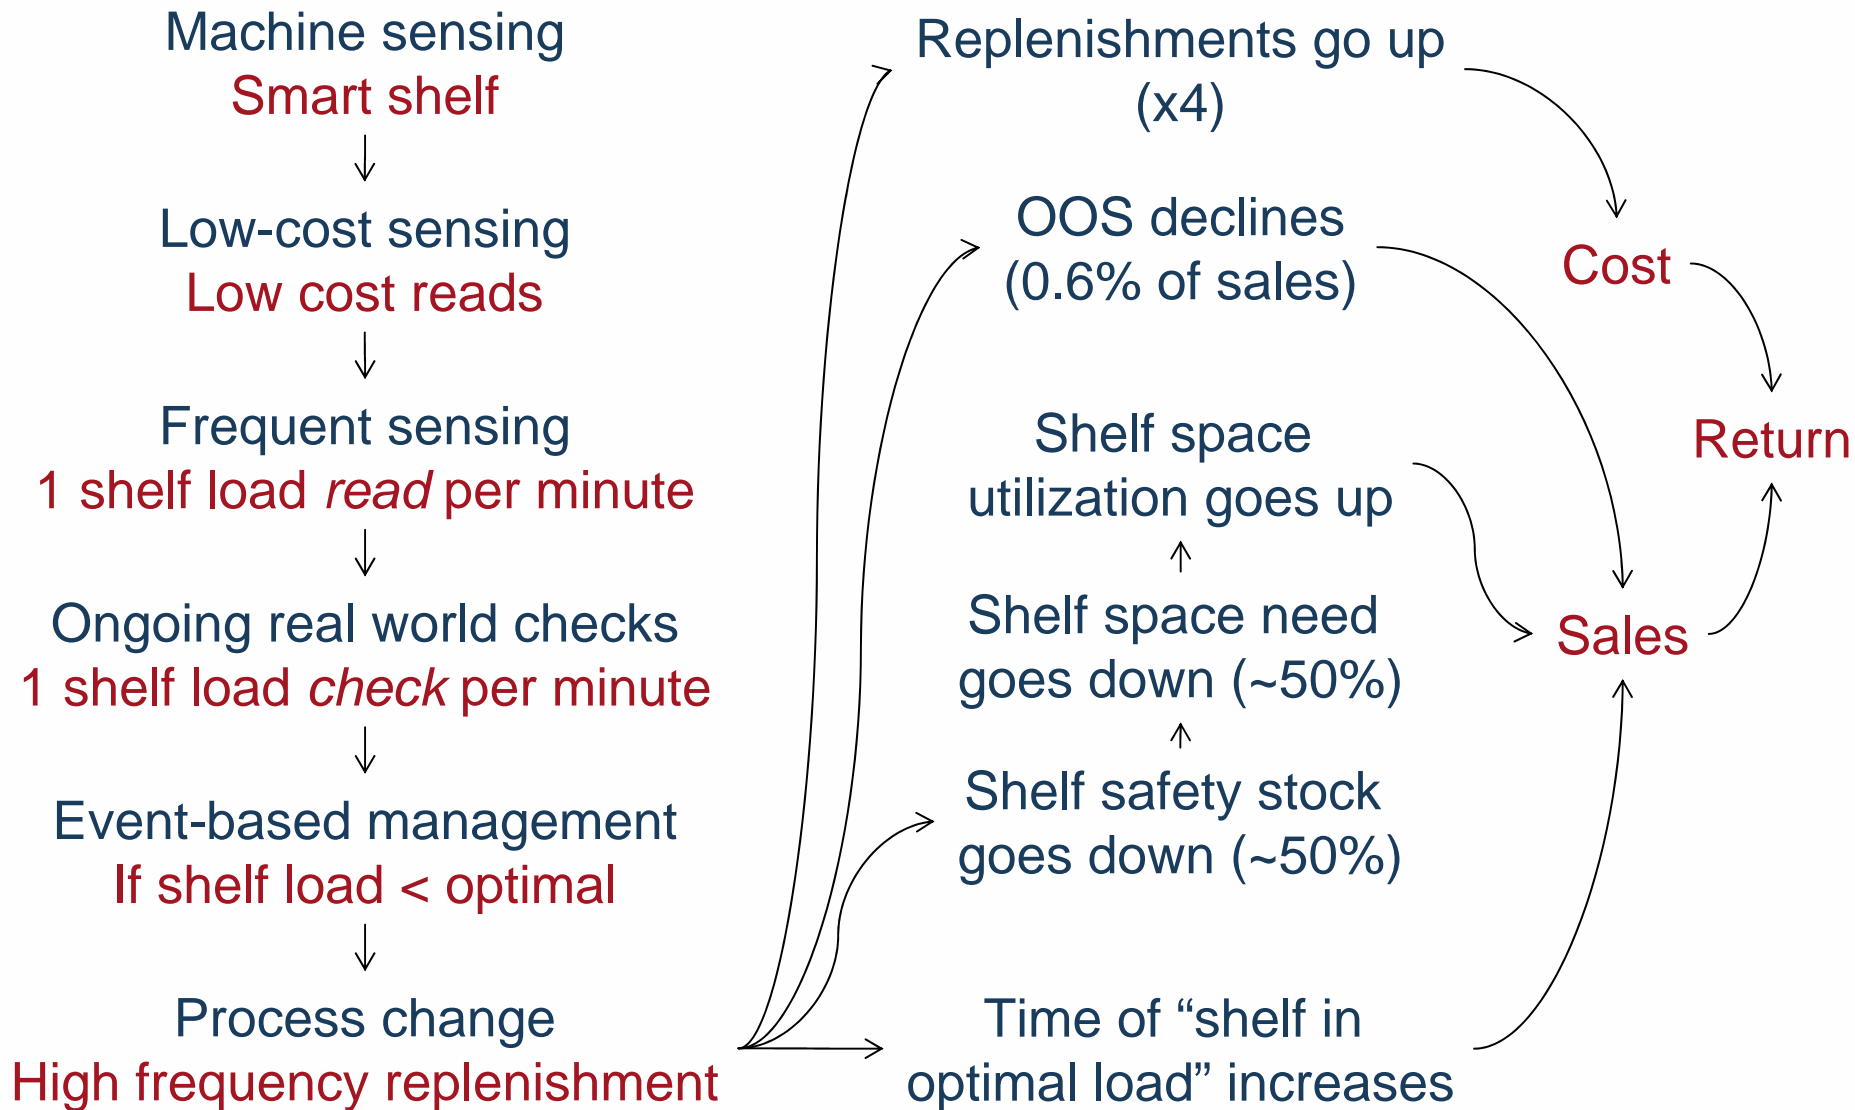 Machine sensing
Smart shelf
Low-cost sensing
Low cost reads
Frequent sensing
1 shelf load read per minute
Ongoing real world checks
1 shelf load check per minute
Event-based management
If shelf load < optimal
Process change
High frequency replenishment
Replenishments go up
(x4)
OOS declines
(0.6% of sales)
Shelf space
utilization goes up
Shelf space need
goes down (~50%)
Shelf safety stock
goes down (~50%)
Time of “shelf in
optimal load” increases
Cost
Return
Sales